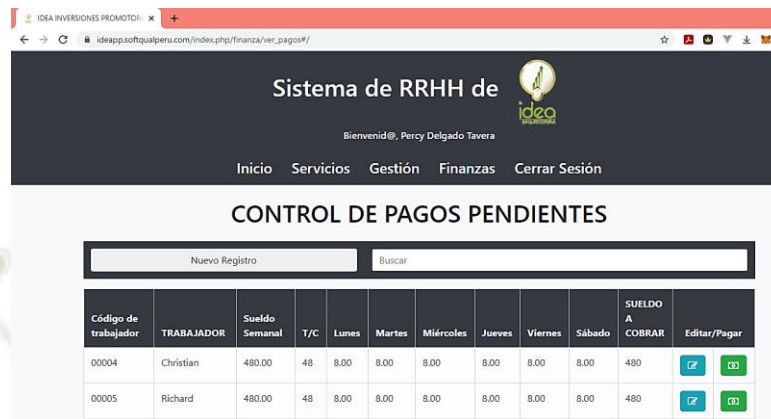 IDEA INVERSIONES PROMOTOR
ideapp.softqualperu.com/index.php/finanza/ver_pagos#/
Sistema de RRHH de
idea
Bienvenid@, Percy Delgado Tavera
Inicio Servicios Gestión Finanzas Cerrar Sesión
CONTROL DE PAGOS PENDIENTES
Nuevo Registro Buscar
Código de trabajador TRABAJADOR Sueldo Semanal T/C Lunes Martes Miércoles Jueves Viernes Sábado SUELDO A COBRAR Editar/Pagar
00004 Christian 480.00 48 8.00 8.00 8.00 8.00 8.00 8.00 480
00005 Richard 480.00 48 8.00 8.00 8.00 8.00 8.00 8.00 480